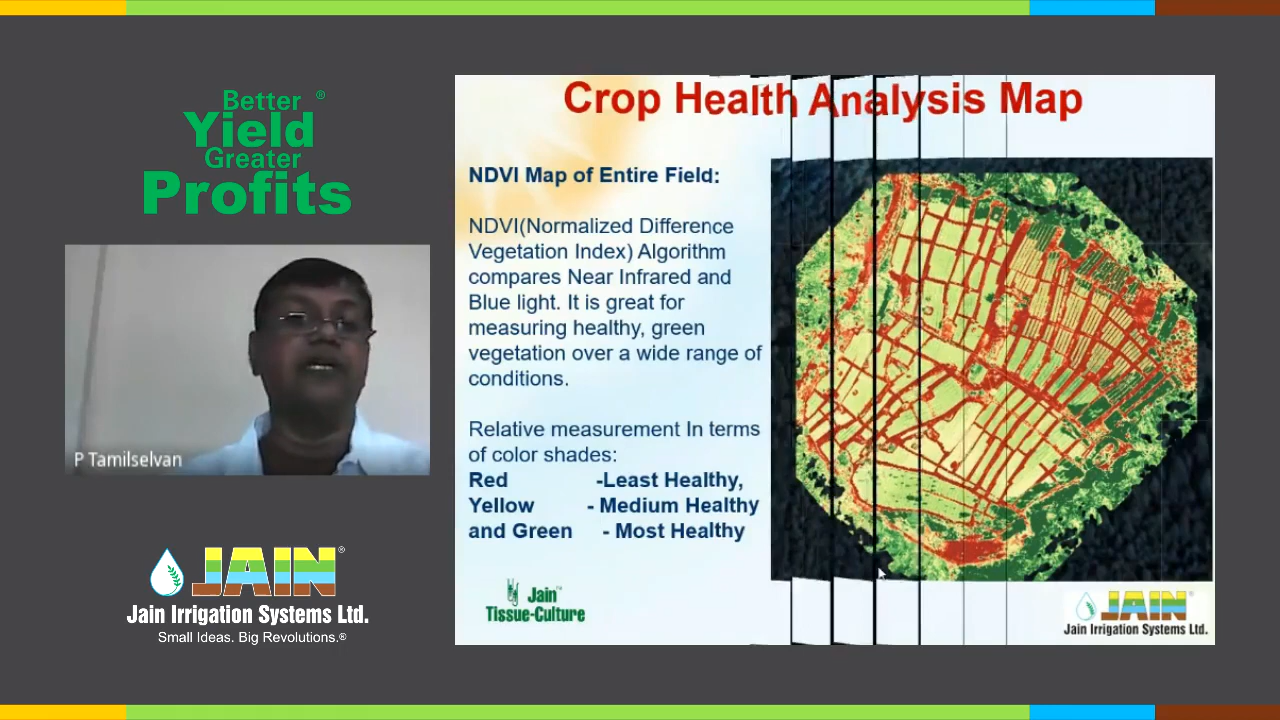 Better ®
Yield
Greater
Profits
P Tamilselvan
JAIN®
Jain Irrigation Systems Ltd.
Small Ideas. Big Revolutions.®
Crop Health Analysis Map
NDVI Map of Entire Field:
NDVI(Normalized Difference
Vegetation Index) Algorithm
compares Near Infrared and
Blue light. It is great for
measuring healthy, green
vegetation over a wide range of
conditions.
Relative measurement In terms
of color shades:
Red -Least Healthy,
Yellow - Medium Healthy
and Green - Most Healthy
Jain™
Tissue-Culture
JAIN®
Jain Irrigation Systems Ltd.